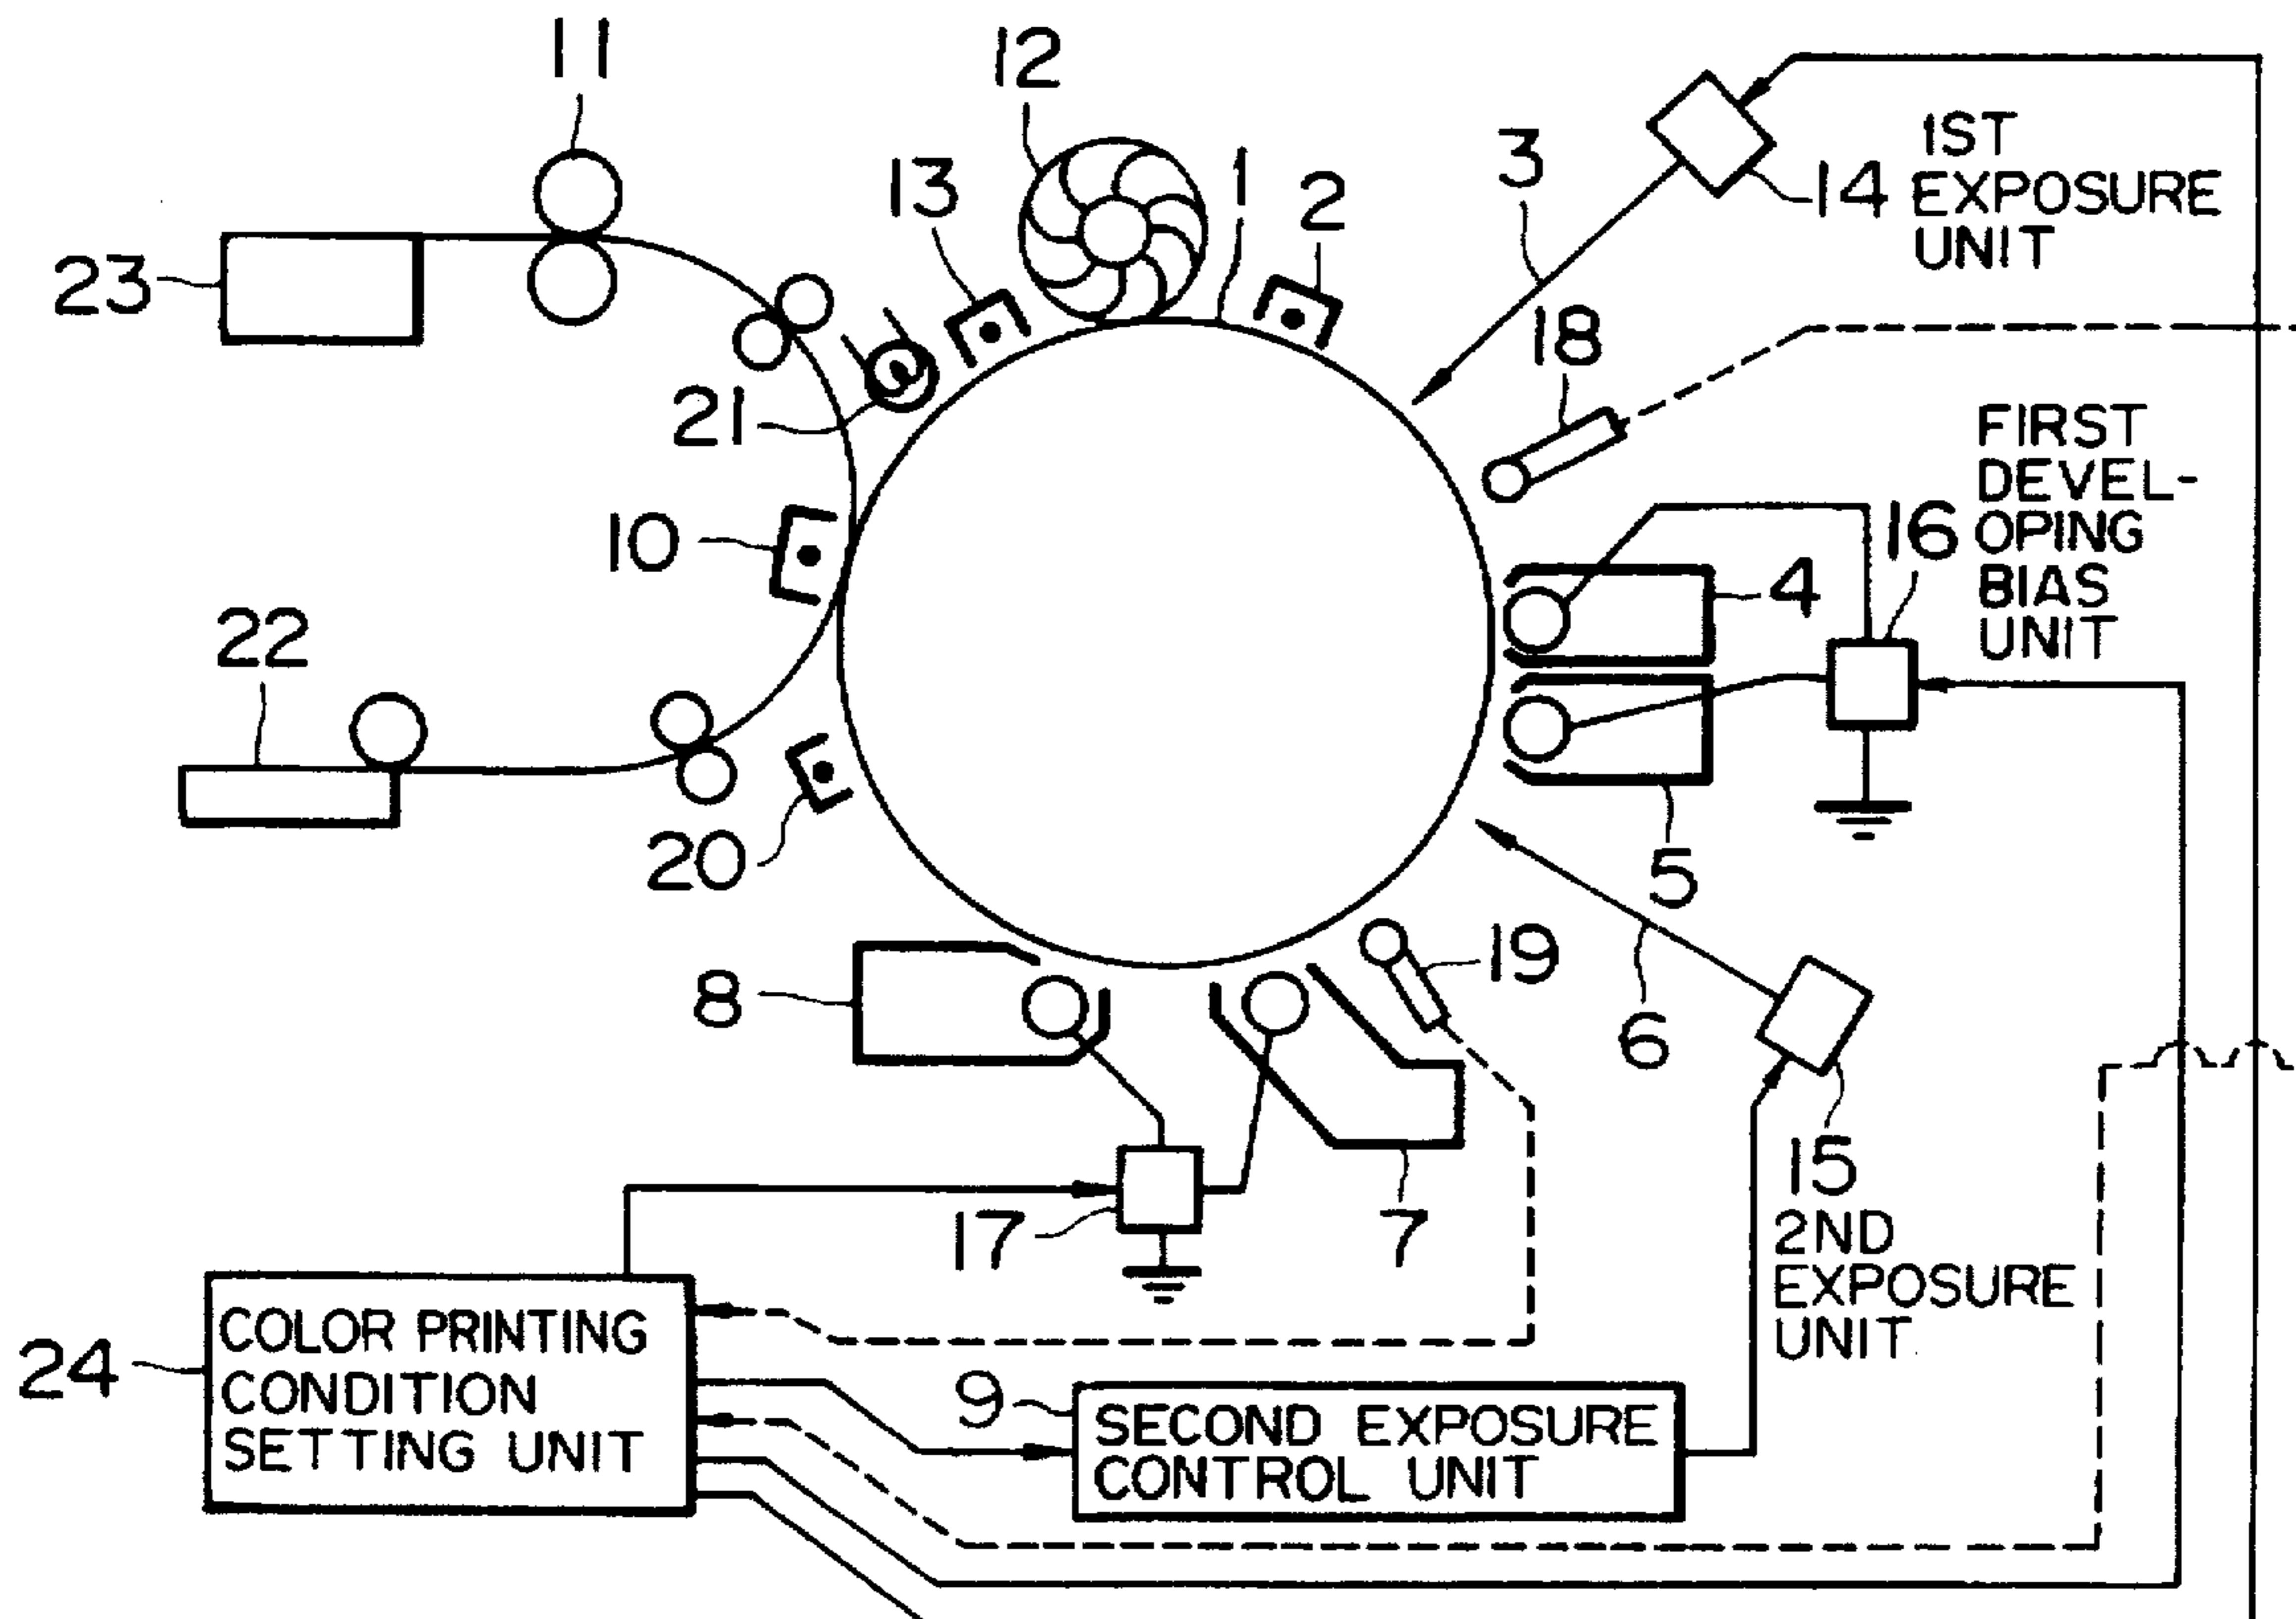 11
12
13
1
2
3
14
1ST
EXPOSURE
UNIT
23
18
21
FIRST
DEVEL-
OPING
BIAS
UNIT
16
10
4
22
20
5
19
8
6
15
2ND
EXPOSURE
UNIT
17
7
24
COLOR PRINTING
CONDITION
SETTING UNIT
9
SECOND EXPOSURE
CONTROL UNIT